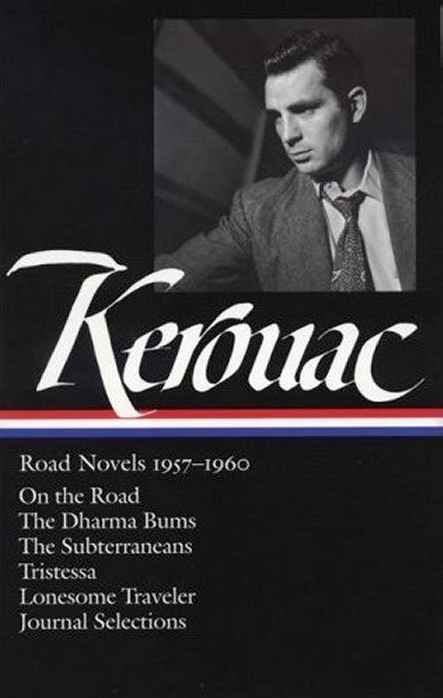 Kerouac
Road Novels 1957–1960
On the Road
The Dharma Bums
The Subterraneans
Tristessa
Lonesome Traveler
Journal Selections